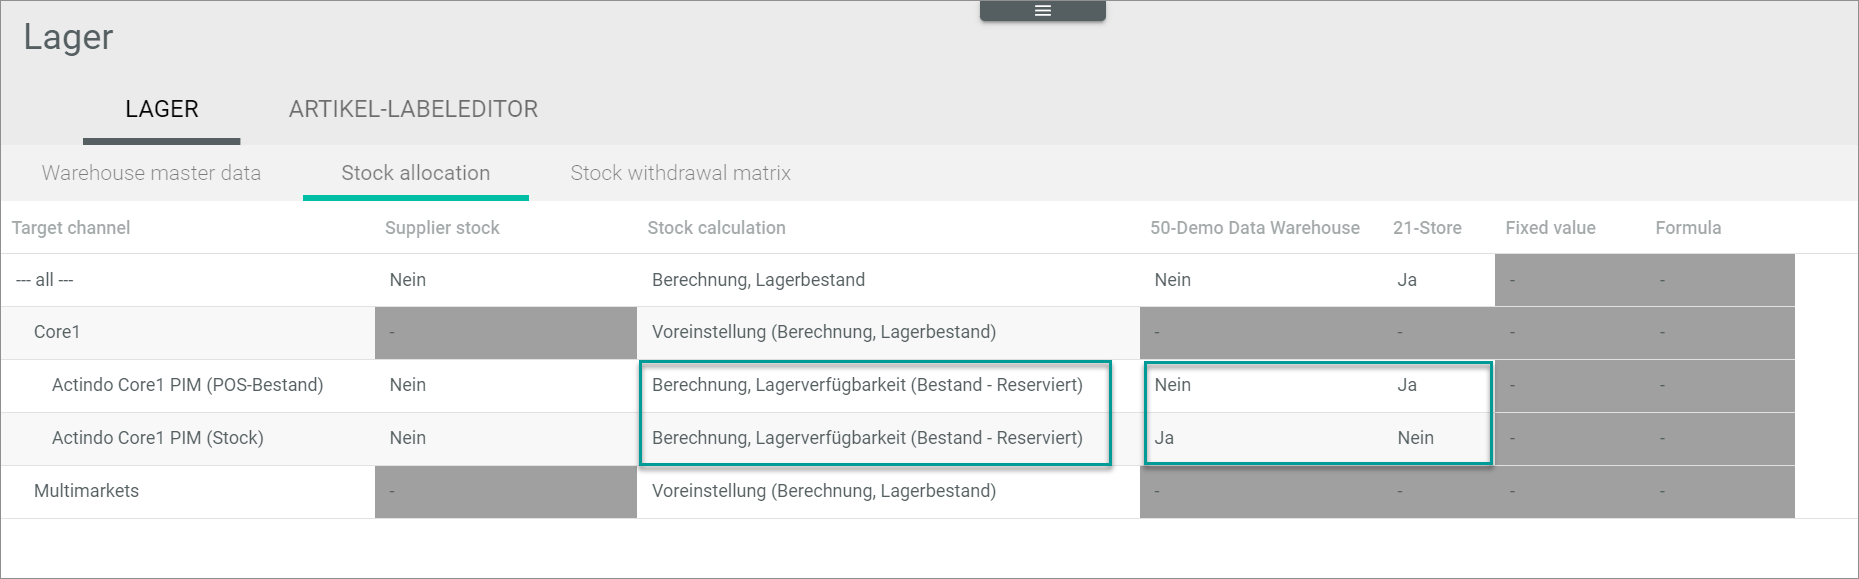 Lager
LAGER ARTIKEL-LABELEDITOR
Warehouse master data Stock allocation Stock withdrawal matrix
Target channel Supplier stock Stock calculation 50-Demo Data Warehouse 21-Store Fixed value Formula
--- all --- Nein Berechnung, Lagerbestand Nein Ja - -
Core1 - Voreinstellung (Berechnung, Lagerbestand) - - - -
Actindo Core1 PIM (POS-Bestand) Nein Berechnung, Lagerverfügbarkeit (Bestand - Reserviert) Nein Ja - -
Actindo Core1 PIM (Stock) Nein Berechnung, Lagerverfügbarkeit (Bestand - Reserviert) Ja Nein - -
Multimarkets - Voreinstellung (Berechnung, Lagerbestand) - - - -